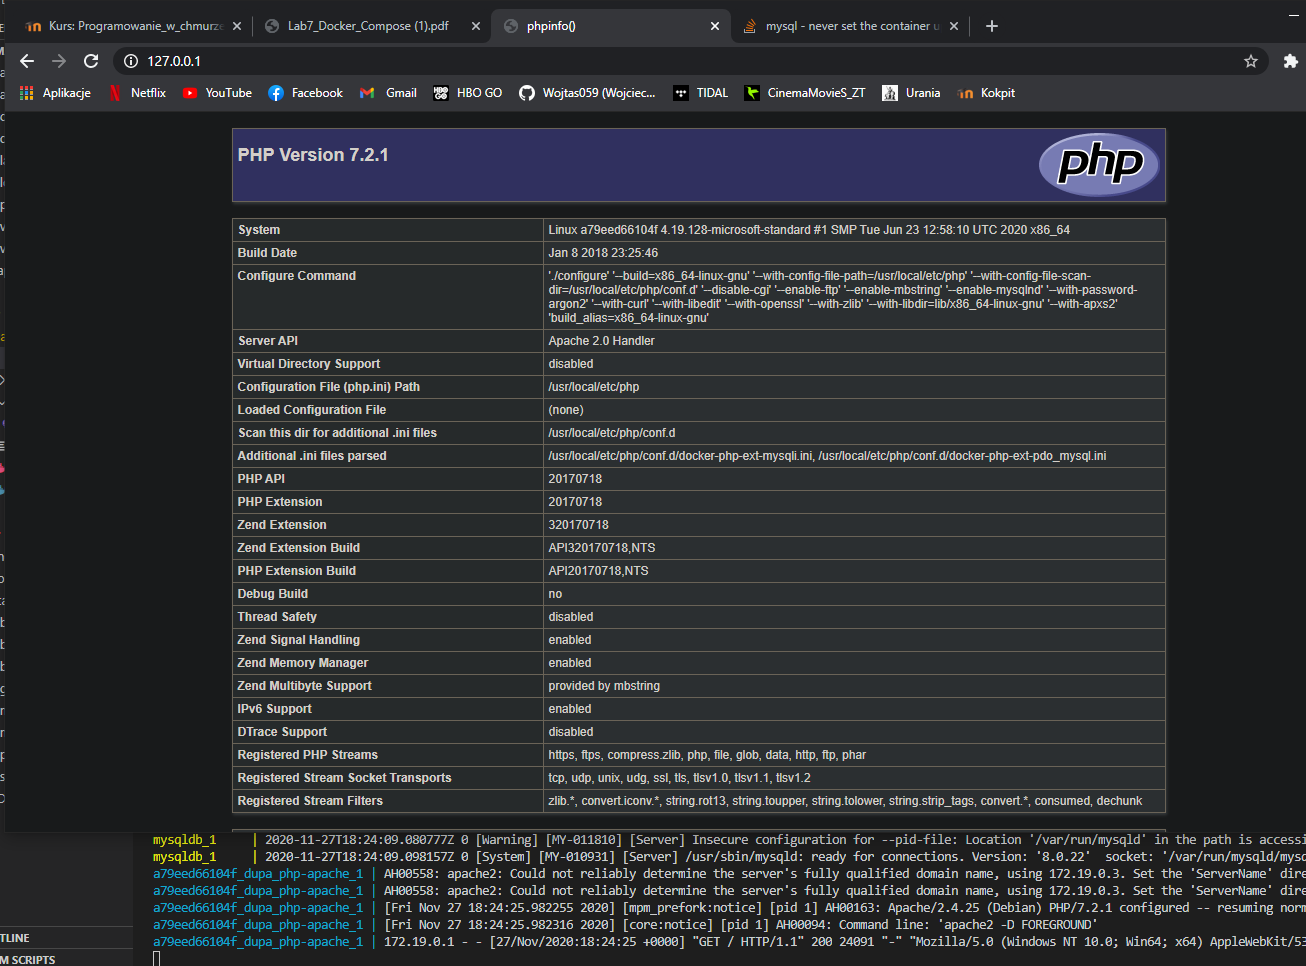 Kurs: Programowanie_w_chmurze
Lab7_Docker_Compose (1).pdf
phpinfo()
mysql - never set the container u
127.0.0.1
Aplikacje
Netflix
YouTube
Facebook
Gmail
HBO GO
Wojtas059 (Wojciec...
TIDAL
CinemaMovieS_ZT
Urania
Kokpit
PHP Version 7.2.1
php
System Linux a79eed66104f 4.19.128-microsoft-standard #1 SMP Tue Jun 23 12:58:10 UTC 2020 x86_64
Build Date Jan 8 2018 23:25:46
Configure Command './configure' '--build=x86_64-linux-gnu' '--with-config-file-path=/usr/local/etc/php' '--with-config-file-scan-
dir=/usr/local/etc/php/conf.d' '--disable-cgi' '--enable-ftp' '--enable-mbstring' '--enable-mysqlnd' '--with-password-
argon2' '--with-curl' '--with-libedit' '--with-openssl' '--with-zlib' '--with-libdir=lib/x86_64-linux-gnu' '--with-apxs2'
'build_alias=x86_64-linux-gnu'
Server API Apache 2.0 Handler
Virtual Directory Support disabled
Configuration File (php.ini) Path /usr/local/etc/php
Loaded Configuration File (none)
Scan this dir for additional .ini files /usr/local/etc/php/conf.d
Additional .ini files parsed /usr/local/etc/php/conf.d/docker-php-ext-mysqli.ini, /usr/local/etc/php/conf.d/docker-php-ext-pdo_mysql.ini
PHP API 20170718
PHP Extension 20170718
Zend Extension 320170718
Zend Extension Build API320170718,NTS
PHP Extension Build API20170718,NTS
Debug Build no
Thread Safety disabled
Zend Signal Handling enabled
Zend Memory Manager enabled
Zend Multibyte Support provided by mbstring
IPv6 Support enabled
DTrace Support disabled
Registered PHP Streams https, ftps, compress.zlib, php, file, glob, data, http, ftp, phar
Registered Stream Socket Transports tcp, udp, unix, udg, ssl, tls, tlsv1.0, tlsv1.1, tlsv1.2
Registered Stream Filters zlib.*, convert.iconv.*, string.rot13, string.toupper, string.tolower, string.strip_tags, convert.*, consumed, dechunk
mysqldb_1 | 2020-11-27T18:24:09.080777Z 0 [Warning] [MY-011810] [Server] Insecure configuration for --pid-file: Location '/var/run/mysqld' in the path is accessi
mysqldb_1 | 2020-11-27T18:24:09.098157Z 0 [System] [MY-010931] [Server] /usr/sbin/mysqld: ready for connections. Version: '8.0.22' socket: '/var/run/mysqld/mys
a79eed66104f_dupa_php-apache_1 | AH00558: apache2: Could not reliably determine the server's fully qualified domain name, using 172.19.0.3. Set the 'ServerName' dire
a79eed66104f_dupa_php-apache_1 | AH00558: apache2: Could not reliably determine the server's fully qualified domain name, using 172.19.0.3. Set the 'ServerName' dire
a79eed66104f_dupa_php-apache_1 | [Fri Nov 27 18:24:25.982255 2020] [mpm_prefork:notice] [pid 1] AH00163: Apache/2.4.25 (Debian) PHP/7.2.1 configured -- resuming norm
a79eed66104f_dupa_php-apache_1 | [Fri Nov 27 18:24:25.982316 2020] [core:notice] [pid 1] AH00094: Command line: 'apache2 -D FOREGROUND'
a79eed66104f_dupa_php-apache_1 | 172.19.0.1 - - [27/Nov/2020:18:24:25 +0000] "GET / HTTP/1.1" 200 24091 "-" "Mozilla/5.0 (Windows NT 10.0; Win64; x64) AppleWebKit/53
TLINE
M SCRIPTS